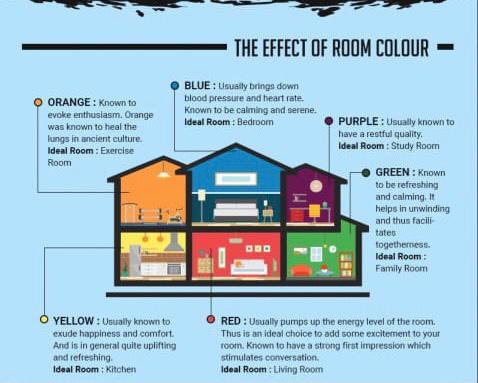 THE EFFECT OF ROOM COLOUR
BLUE : Usually brings down
blood pressure and heart rate.
Known to be calming and serene.
Ideal Room : Bedroom
ORANGE : Known to
evoke enthusiasm. Orange
was known to heal the
lungs in ancient culture.
Ideal Room : Exercise
Room
PURPLE : Usually known to
have a restful quality.
Ideal Room : Study Room
GREEN : Known
to be refreshing
and calming. It
helps in unwinding
and thus facili-
tates
togetherness.
Ideal Room :
Family Room
YELLOW : Usually known to
exude happiness and comfort.
And is in general quite uplifting
and refreshing.
Ideal Room : Kitchen
RED : Usually pumps up the energy level of the room.
Thus is an ideal choice to add some excitement to your
room. Known to have a strong first impression which
stimulates conversation.
Ideal Room : Living Room